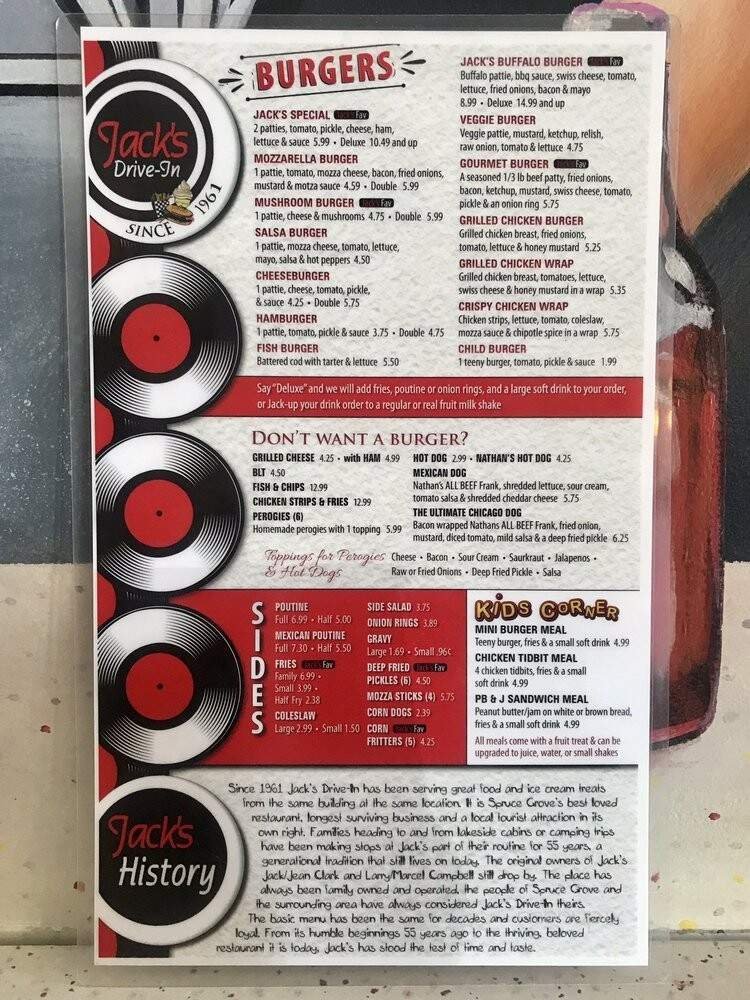 Jack's
Drive-In
SINCE 1961
BURGERS
JACK'S SPECIAL Jack's Fav
2 patties, tomato, pickle, cheese, ham,
lettuce & sauce 5.99 • Deluxe 10.49 and up
MOZZARELLA BURGER
1 pattie, tomato, mozza cheese, bacon, fried onions,
mustard & motza sauce 4.59 • Double 5.99
MUSHROOM BURGER Jack's Fav
1 pattie, cheese & mushrooms 4.75 • Double 5.99
SALSA BURGER
1 pattie, mozza cheese, tomato, lettuce,
mayo, salsa & hot peppers 4.50
CHEESEBURGER
1 pattie, cheese, tomato, pickle,
& sauce 4.25 • Double 5.75
HAMBURGER
1 pattie, tomato, pickle & sauce 3.75 • Double 4.75
FISH BURGER
Battered cod with tarter & lettuce 5.50
JACK'S BUFFALO BURGER Jack's Fav
Buffalo pattie, bbq sauce, swiss cheese, tomato,
lettuce, fried onions, bacon & mayo
8.99 • Deluxe 14.99 and up
VEGGIE BURGER
Veggie pattie, mustard, ketchup, relish,
raw onion, tomato & lettuce 4.75
GOURMET BURGER Jack's Fav
A seasoned 1/3 lb beef patty, fried onions,
bacon, ketchup, mustard, swiss cheese, tomato,
pickle & an onion ring 5.75
GRILLED CHICKEN BURGER
Grilled chicken breast, fried onions,
tomato, lettuce & honey mustard 5.25
GRILLED CHICKEN WRAP
Grilled chicken breast, tomatoes, lettuce,
swiss cheese & honey mustard in a wrap 5.35
CRISPY CHICKEN WRAP
Chicken strips, lettuce, tomato, coleslaw,
mozza sauce & chipotle spice in a wrap 5.75
CHILD BURGER
1 teeny burger, tomato, pickle & sauce 1.99
Say "Deluxe" and we will add fries, poutine or onion rings, and a large soft drink to your order,
or Jack-up your drink order to a regular or real fruit milk shake
DON'T WANT A BURGER?
GRILLED CHEESE 4.25 • with HAM 4.99
BLT 4.50
FISH & CHIPS 12.99
CHICKEN STRIPS & FRIES 12.99
PEROGIES (6)
Homemade perogies with 1 topping 5.99
HOT DOG 2.99 • NATHAN'S HOT DOG 4.25
MEXICAN DOG
Nathan's ALL BEEF Frank, shredded lettuce, sour cream,
tomato salsa & shredded cheddar cheese 5.75
THE ULTIMATE CHICAGO DOG
Bacon wrapped Nathans ALL BEEF Frank, fried onion,
mustard, diced tomato, mild salsa & a deep fried pickle 6.25
Toppings for Perogies
& Hot Dogs
Cheese • Bacon • Sour Cream • Saurkraut • Jalapenos •
Raw or Fried Onions • Deep Fried Pickle • Salsa
SIDES
POUTINE
Full 6.99 • Half 5.00
MEXICAN POUTINE
Full 7.30 • Half 5.50
FRIES Jack's Fav
Family 6.99 •
Small 3.99 •
Half Fry 2.38
COLESLAW
Large 2.99 • Small 1.50
SIDE SALAD 3.75
ONION RINGS 3.89
GRAVY
Large 1.69 • Small .96¢
DEEP FRIED Jack's Fav
PICKLES (6) 4.50
MOZZA STICKS (4) 5.75
CORN DOGS 2.39
CORN Jack's Fav
FRITTERS (5) 4.25
KiDS CORNER
MINI BURGER MEAL
Teeny burger, fries & a small soft drink 4.99
CHICKEN TIDBIT MEAL
4 chicken tidbits, fries & a small
soft drink 4.99
PB & J SANDWICH MEAL
Peanut butter/jam on white or brown bread,
fries & a small soft drink 4.99
All meals come with a fruit treat & can be
upgraded to juice, water, or small shakes
Jack's
History
Since 1961 Jack's Drive-In has been serving great food and ice cream treats
from the same building at the same location. It is Spruce Grove's best loved
restaurant, longest surviving business and a local tourist attraction in its
own right. Families heading to and from lakeside cabins or camping trips
have been making stops at Jack's part of their routine for 55 years, a
generational tradition that still lives on today. The original owners of Jack's
Jack/Jean Clark and Larry/Marcel Campbell still drop by. The place has
always been family owned and operated, the people of Spruce Grove and
the surrounding area have always considered Jack's Drive-In theirs.
The basic menu has been the same for decades and customers are fiercely
loyal. From its humble beginnings 55 years ago to the thriving, beloved
restaurant it is today, Jack's has stood the test of time and taste.